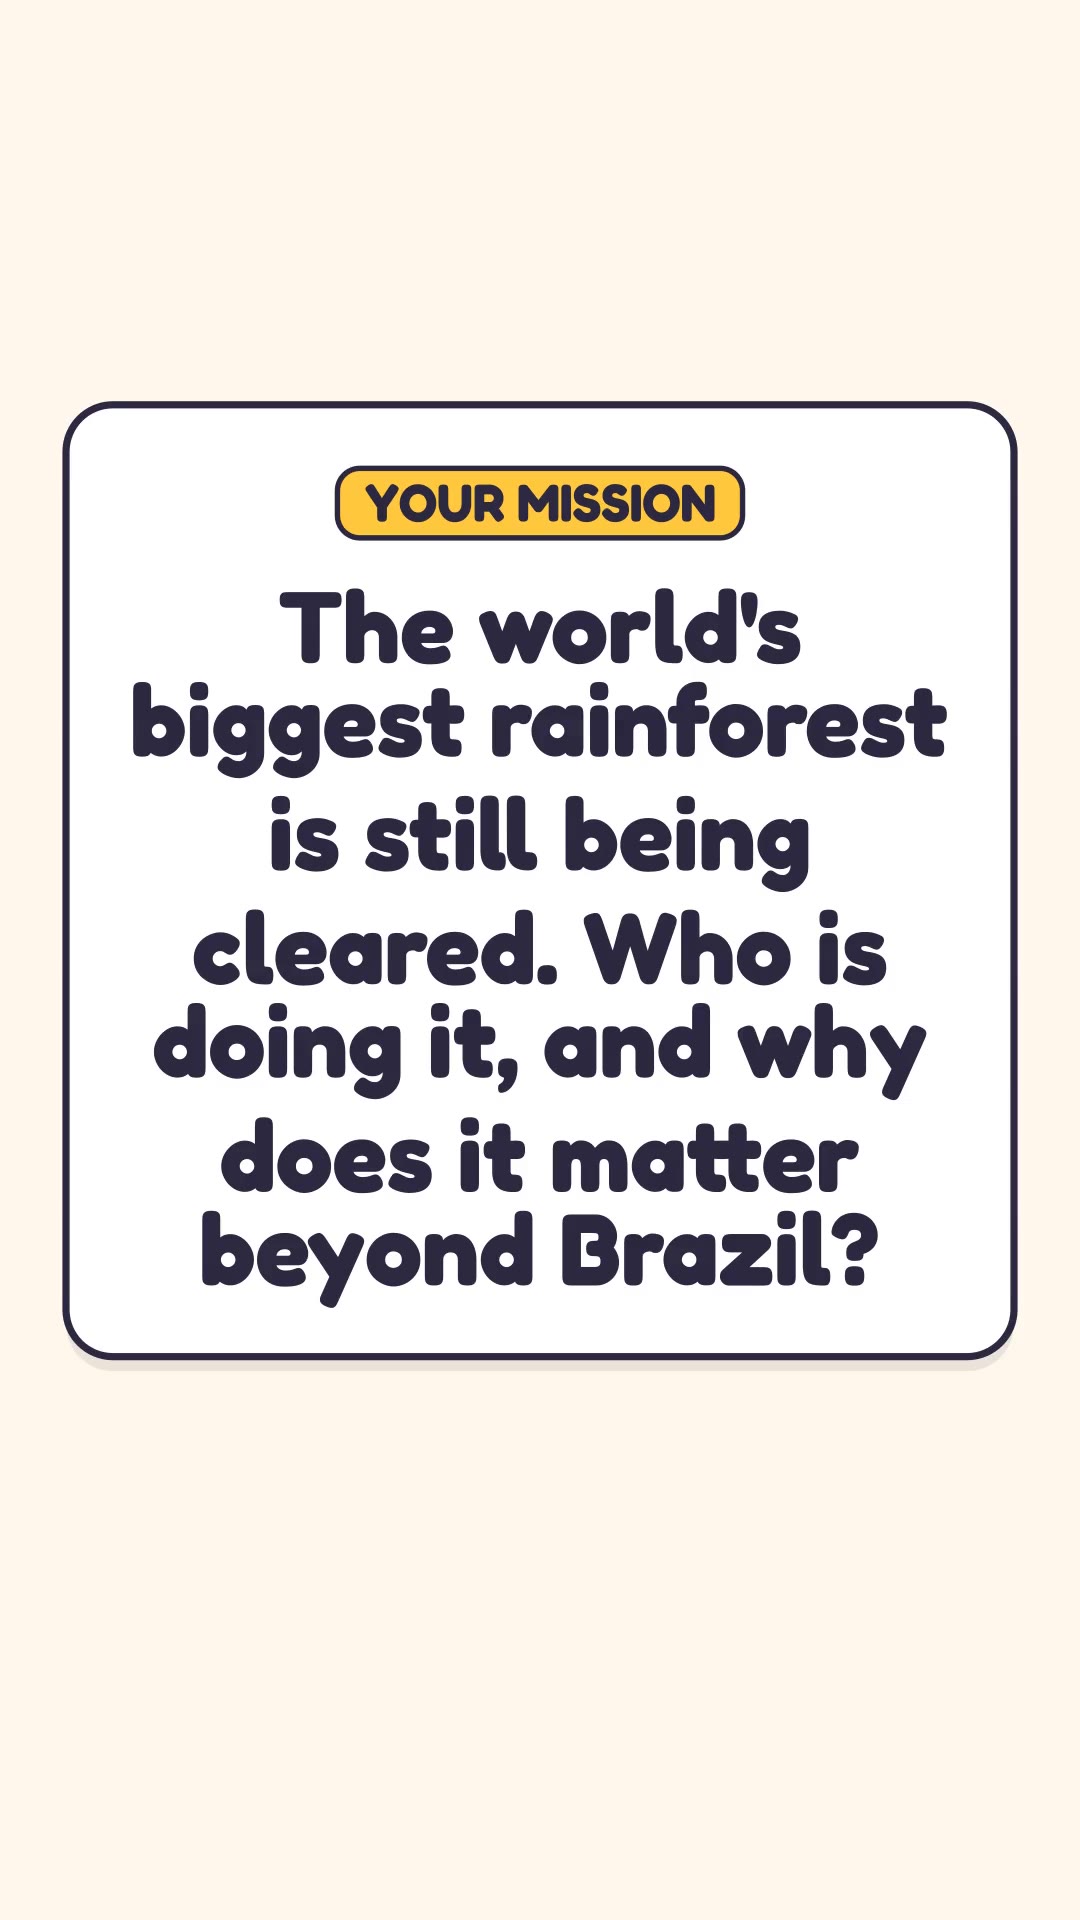 YOUR MISSION
The world's
biggest rainforest
is still being
cleared. Who is
doing it, and why
does it matter
beyond Brazil?